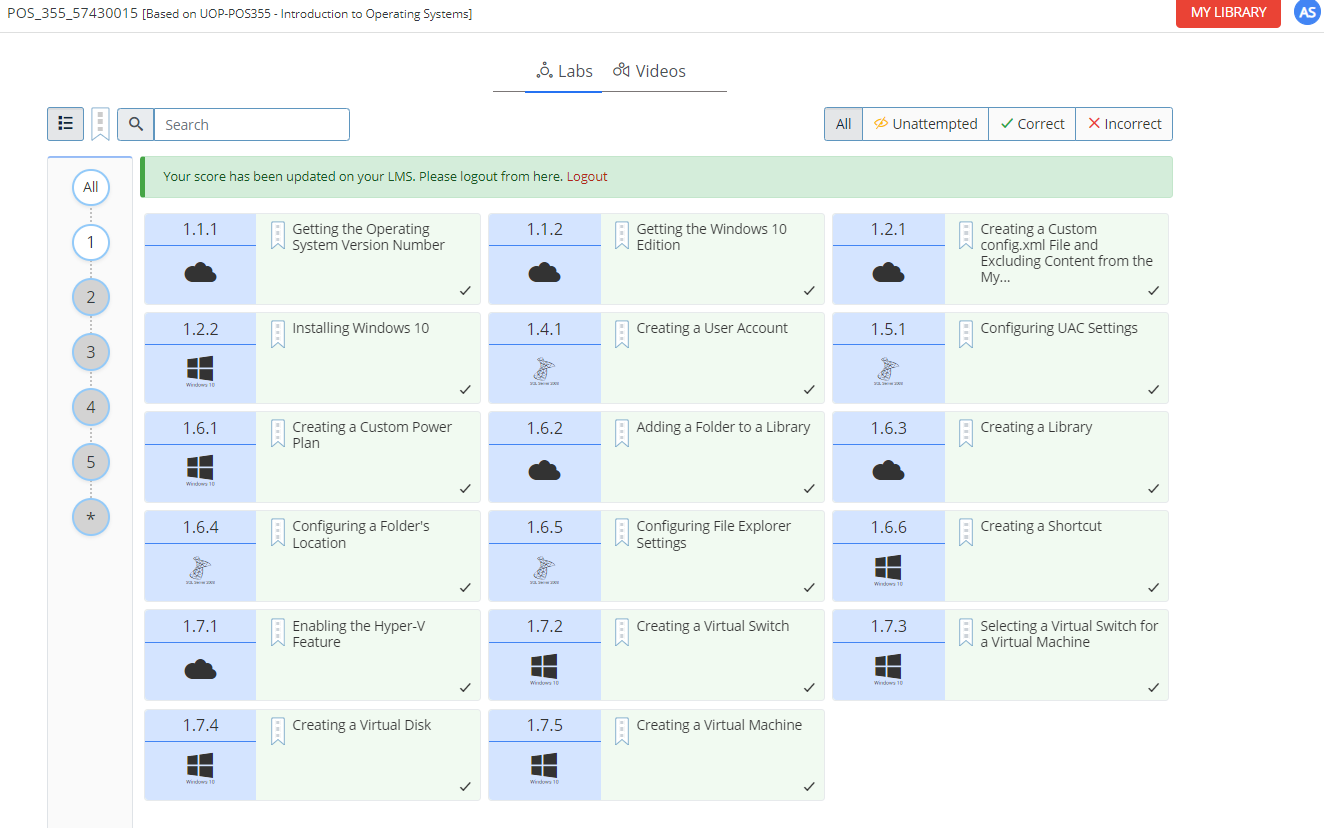 POS_355_57430015 [Based on UOP-POS355 - Introduction to Operating Systems]
MY LIBRARY
AS
Labs
Videos
Search
All
Unattempted
Correct
Incorrect
All
1
2
3
4
5
*
Your score has been updated on your LMS. Please logout from here. Logout
1.1.1
Getting the Operating
System Version Number
1.1.2
Getting the Windows 10
Edition
1.2.1
Creating a Custom
config.xml File and
Excluding Content from the
My...
1.2.2
Windows 10
Installing Windows 10
1.4.1
SQL Server 2008
Creating a User Account
1.5.1
SQL Server 2008
Configuring UAC Settings
1.6.1
Windows 10
Creating a Custom Power
Plan
1.6.2
Adding a Folder to a Library
1.6.3
Creating a Library
1.6.4
SQL Server 2008
Configuring a Folder's
Location
1.6.5
SQL Server 2008
Configuring File Explorer
Settings
1.6.6
Windows 10
Creating a Shortcut
1.7.1
Enabling the Hyper-V
Feature
1.7.2
Windows 10
Creating a Virtual Switch
1.7.3
Windows 10
Selecting a Virtual Switch for
a Virtual Machine
1.7.4
Windows 10
Creating a Virtual Disk
1.7.5
Windows 10
Creating a Virtual Machine